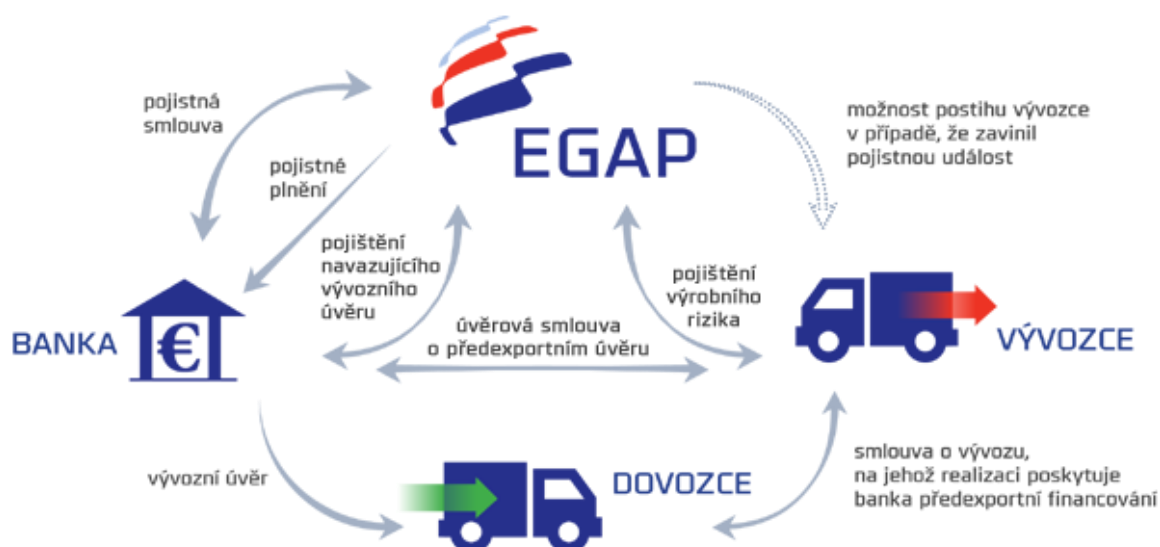 EGAP
pojistná
smlouva
možnost postihu vývozce
v případě, že zavinil
pojistnou událost
pojistné
plnění
pojištění
navazujícího
vývozního
úvěru
pojištění
výrobního
rizika
úvěrová smlouva
o předexportním úvěru
BANKA
€
VÝVOZCE
vývozní úvěr
DOVOZCE
smlouva o vývozu,
na jehož realizaci poskytuje
banka předexportní financování